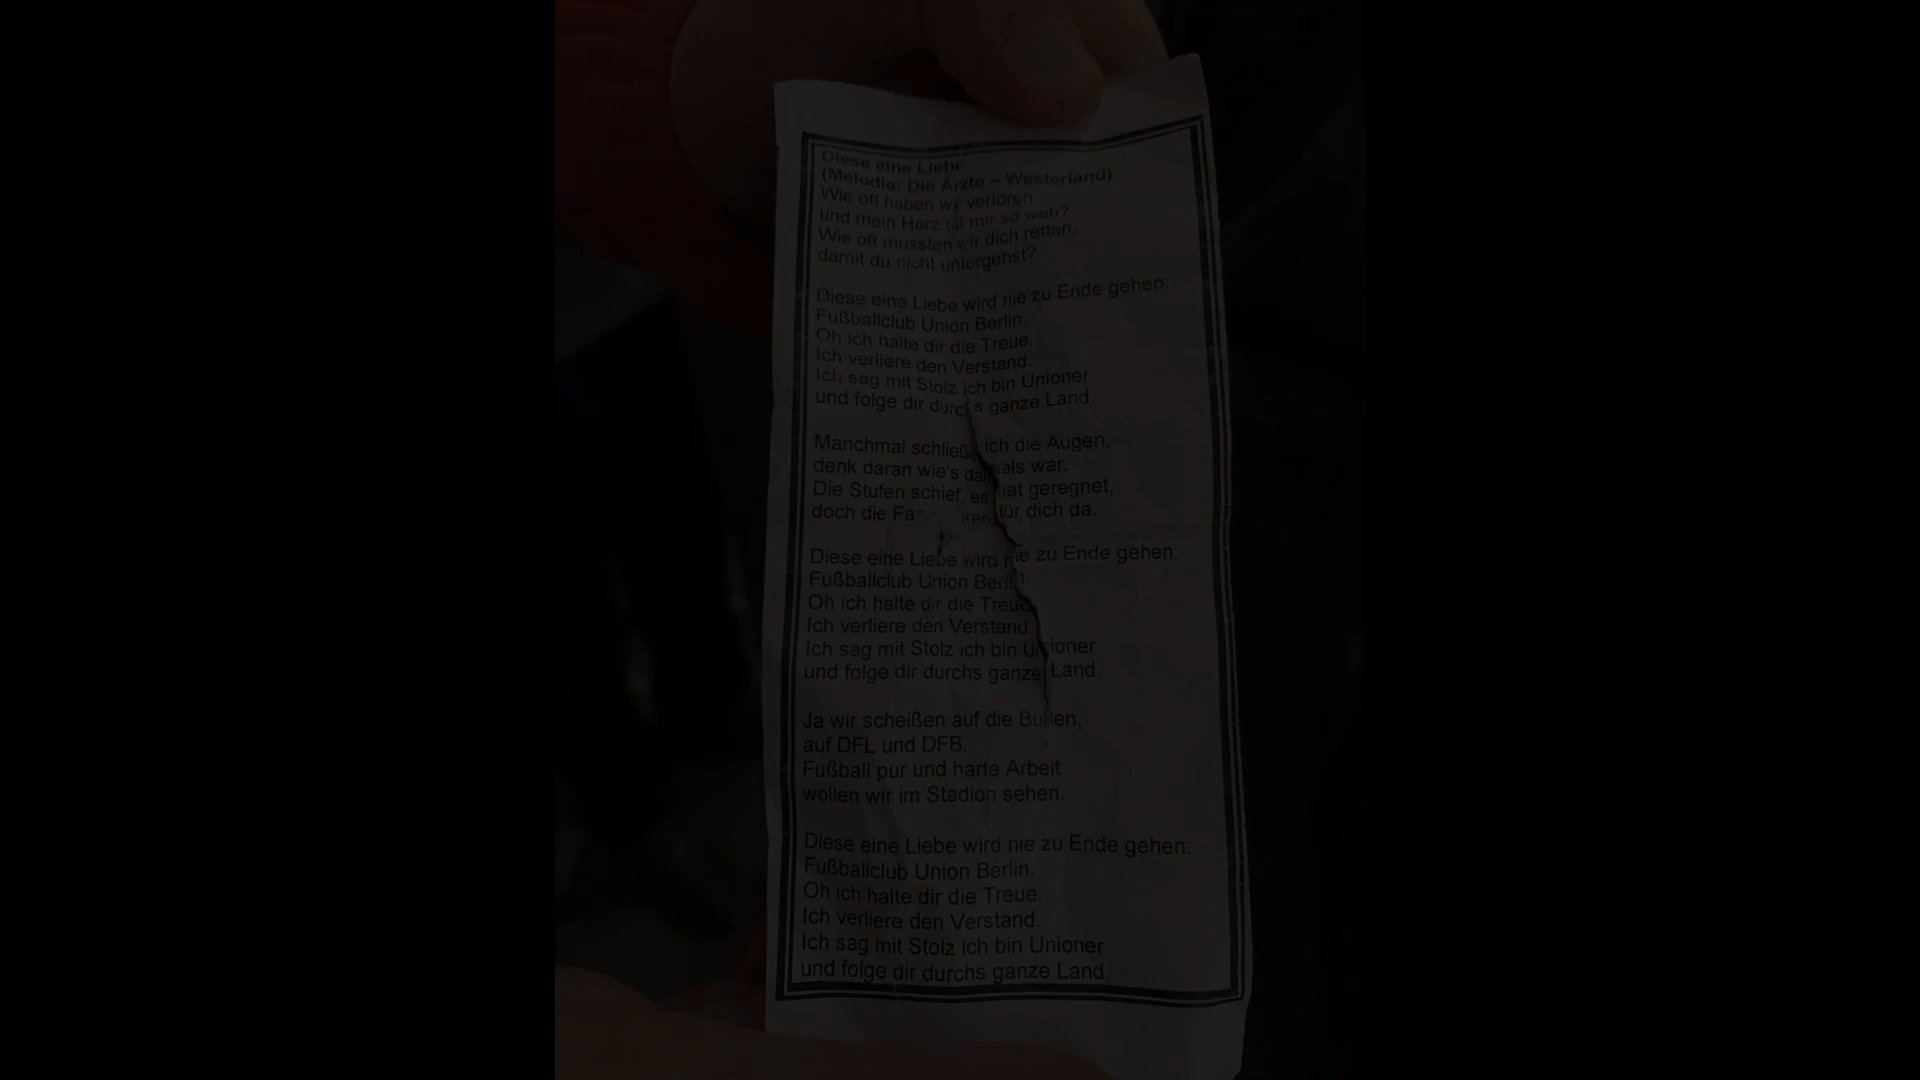 Diese eine Liebe
(Melodie: Die Ärzte – Westerland)
Wie oft haben wir verloren
und mein Herz tat mir so weh?
Wie oft mussten wir dich retten,
damit du nicht untergehst?
Diese eine Liebe wird nie zu Ende gehen:
Fußballclub Union Berlin.
Oh ich halte dir die Treue.
Ich verliere den Verstand.
Ich sag mit Stolz ich bin Unioner
und folge dir durchs ganze Land.
Manchmal schließe ich die Augen,
denk daran wie's damals war.
Die Stufen schief, es hat geregnet,
doch die für dich da.
Diese eine Liebe wird nie zu Ende gehen:
Fußballclub Union Berlin.
Oh ich halte dir die Treue
Ich verliere den Verstand.
Ich sag mit Stolz ich bin Unioner
und folge dir durchs ganze Land.
Ja wir scheißen auf die Bullen,
auf DFL und DFB.
Fußball pur und harte Arbeit
wollen wir im Stadion sehen.
Diese eine Liebe wird nie zu Ende gehen:
Fußballclub Union Berlin.
Oh ich halte dir die Treue.
Ich verliere den Verstand.
Ich sag mit Stolz ich bin Unioner
und folge dir durchs ganze Land.